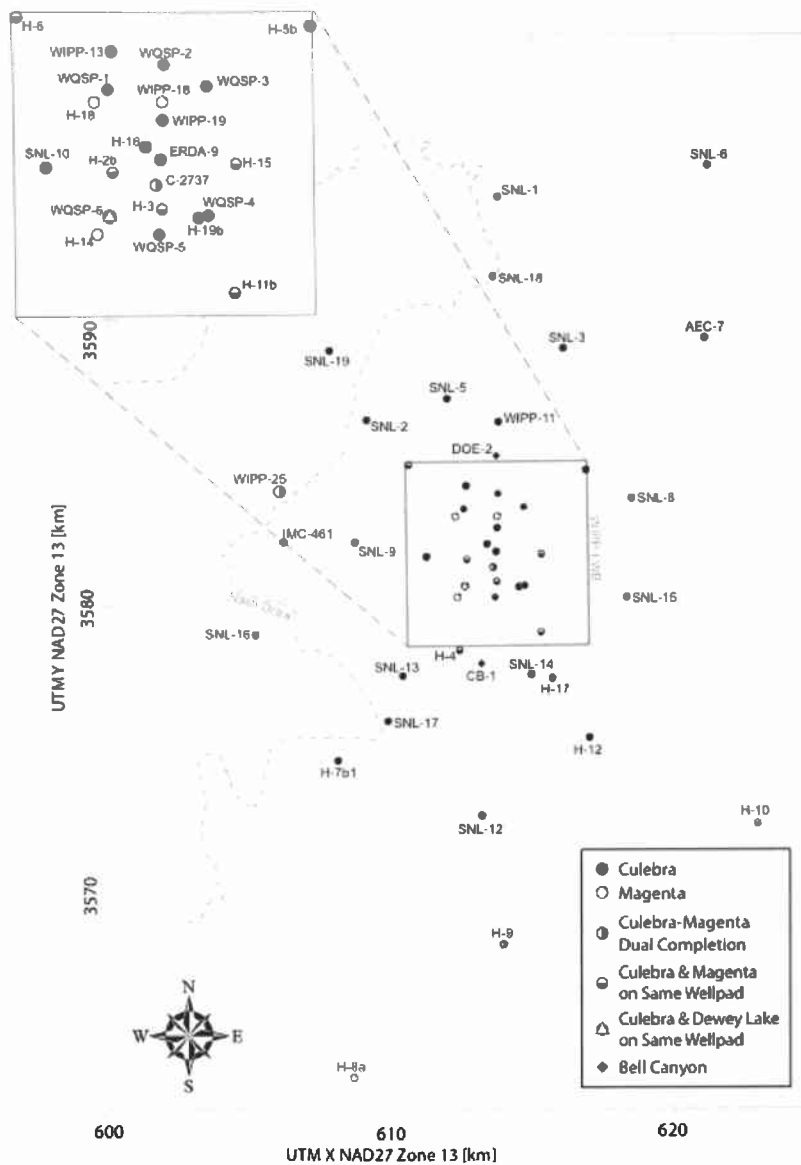 H-6
H-5b
WIPP-13
WQSP-2
WQSP-1
WIPP-18
WQSP-3
H-18
WIPP-19
H-16
SNL-10
ERDA-9
H-2b
H-15
C-2737
WQSP-6
H-3
WQSP-4
H-14
H-19b
WQSP-5
H-11b
SNL-6
SNL-1
SNL-18
AEC-7
SNL-3
SNL-19
SNL-5
SNL-2
WIPP-11
DOE-2
WIPP-25
SNL-8
IMC-461
SNL-9
WIPP LWB
SNL-15
SNL-16
H-4
SNL-13
CB-1
SNL-14
H-17
SNL-17
H-12
H-7b1
SNL-12
H-10
H-9
H-8a
Culebra
Magenta
Culebra-Magenta
Dual Completion
Culebra & Magenta
on Same Wellpad
Culebra & Dewey Lake
on Same Wellpad
Bell Canyon
N
W
E
S
3590
3580
3570
UTM Y NAD27 Zone 13 [km]
600
610
620
UTM X NAD27 Zone 13 [km]